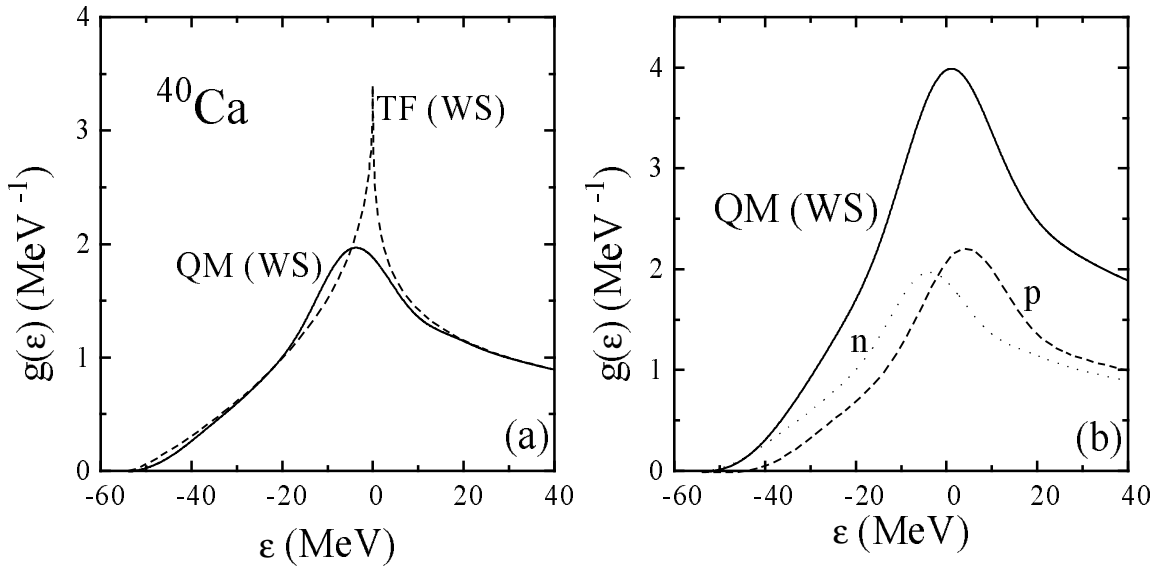 4
3
2
1
0
g(ε) (MeV ⁻¹)
⁴⁰Ca
TF (WS)
QM (WS)
(a)
-60 -40 -20 0 20 40
ε (MeV)
4
3
2
1
0
g(ε) (MeV ⁻¹)
QM (WS)
n
p
(b)
-60 -40 -20 0 20 40
ε (MeV)